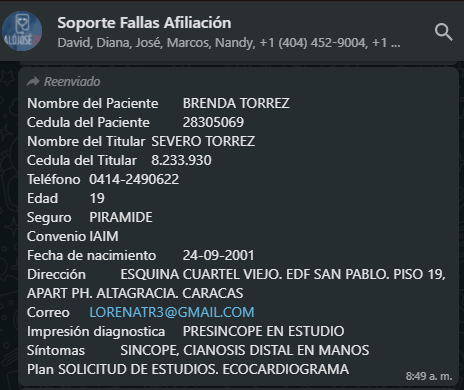 Soporte Fallas Afiliación
David, Diana, José, Marcos, Nandy, +1 (404) 452-9004, +1 ...
ALOJOSÉ
Reenviado
Nombre del Paciente BRENDA TORREZ
Cedula del Paciente 28305069
Nombre del Titular SEVERO TORREZ
Cedula del Titular 8.233.930
Teléfono 0414-2490622
Edad 19
Seguro PIRAMIDE
Convenio IAIM
Fecha de nacimiento 24-09-2001
Dirección ESQUINA CUARTEL VIEJO. EDF SAN PABLO. PISO 19,
APART PH. ALTAGRACIA. CARACAS
Correo LORENATR3@GMAIL.COM
Impresión diagnostica PRESINCOPE EN ESTUDIO
Síntomas SINCOPE, CIANOSIS DISTAL EN MANOS
Plan SOLICITUD DE ESTUDIOS. ECOCARDIOGRAMA
8:49 a. m.